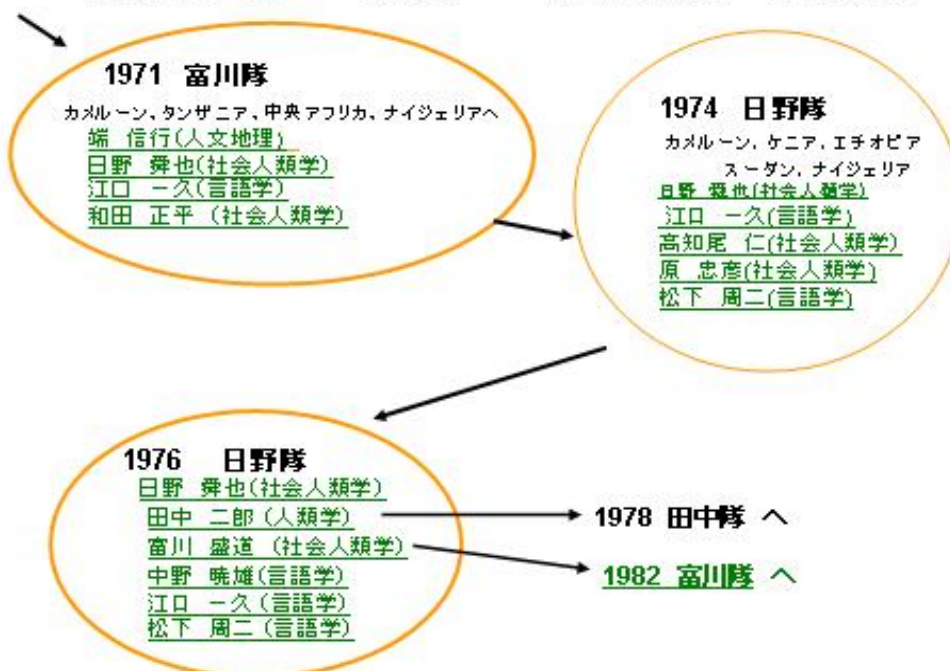 1971 富川隊
カメルーン、タンザニア、中央アフリカ、ナイジェリアへ
端 信行(人文地理)
日野 舜也(社会人類学)
江口 一久(言語学)
和田 正平 (社会人類学)
1974 日野隊
カメルーン、ケニア、エチオピア
スーダン、ナイジェリア
日野 舜也(社会人類学)
江口 一久(言語学)
高知尾 仁(社会人類学)
原 忠彦(社会人類学)
松下 周二(言語学)
1976 日野隊
日野 舜也(社会人類学)
田中 二郎 (人類学)
富川 盛道 (社会人類学)
中野 暁雄(言語学)
江口 一久 (言語学)
松下 周二 (言語学)
1978 田中隊 へ
1982 富川隊 へ